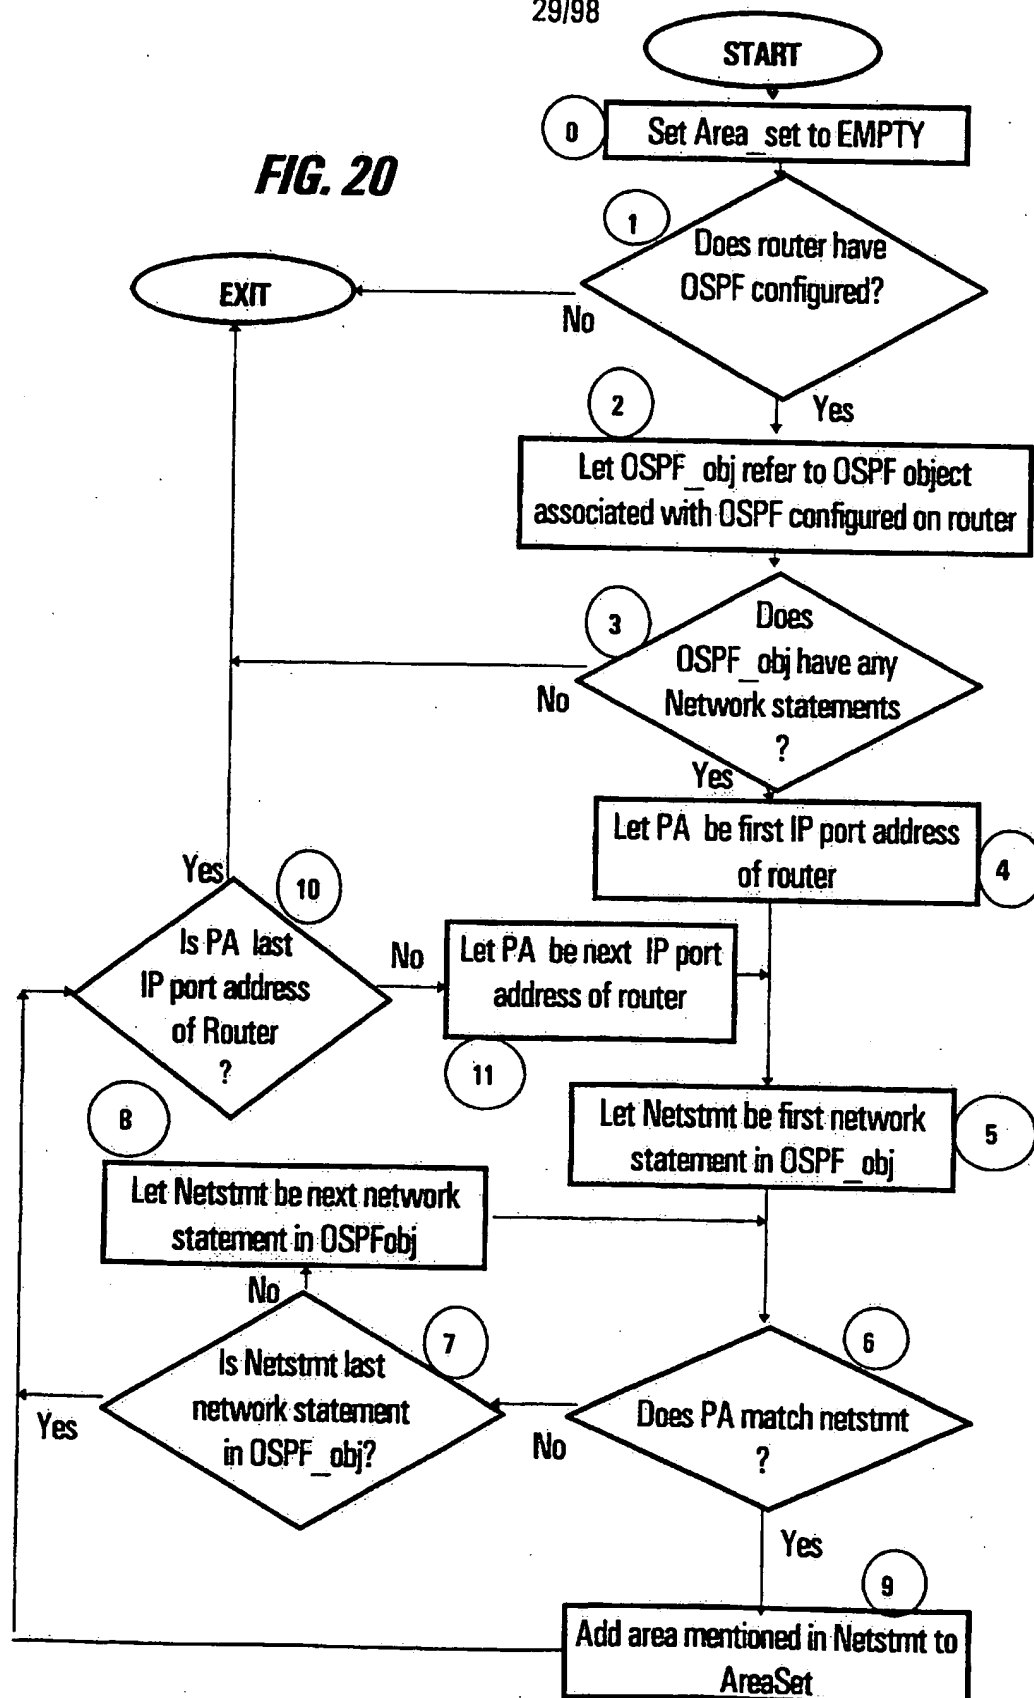 29/98
START
0
Set Area_set to EMPTY
FIG. 20
1
Does router have
OSPF configured?
EXIT
No
Yes
2
Let OSPF_obj refer to OSPF object
associated with OSPF configured on router
3
Does
OSPF_obj have any
Network statements
?
No
Yes
Let PA be first IP port address
of router
4
Yes
10
Is PA last
IP port address
of Router
?
No
Let PA be next IP port
address of router
11
8
Let Netstmt be first network
statement in OSPF_obj
5
Let Netstmt be next network
statement in OSPFobj
No
7
Is Netstmt last
network statement
in OSPF_obj?
Yes
6
Does PA match netstmt
?
No
Yes
9
Add area mentioned in Netstmt to
AreaSet